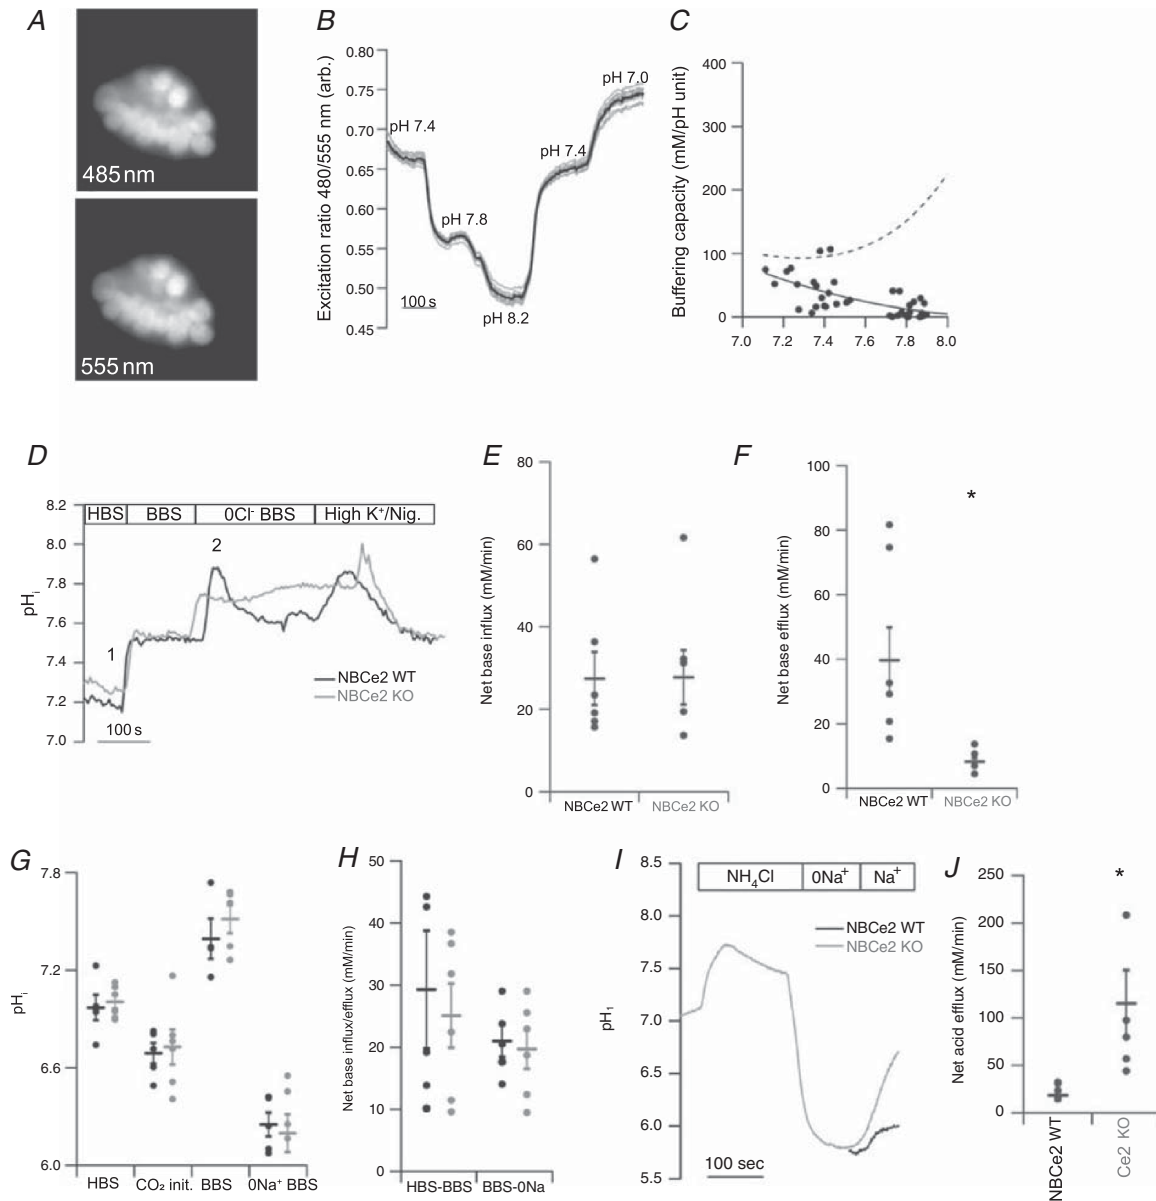 A
485 nm
555 nm
B
Excitation ratio 480/555 nm (arb.)
0.80
0.75
0.70
0.65
0.60
0.55
0.50
0.45
pH 7.4
pH 7.8
pH 8.2
pH 7.4
pH 7.0
100 s
C
Buffering capacity (mM/pH unit)
400
300
200
100
0
7.0 7.2 7.4 7.6 7.8 8.0
D
pHi
8.2
8.0
7.8
7.6
7.4
7.2
7.0
HBS BBS 0Cl- BBS High K+/Nig.
2
1
NBCe2 WT
NBCe2 KO
100 s
E
Net base influx (mM/min)
80
60
40
20
0
NBCe2 WT NBCe2 KO
F
Net base efflux (mM/min)
100
80
60
40
20
0
*
NBCe2 WT NBCe2 KO
G
pHi
7.8
7.2
6.6
6.0
HBS CO₂ init. BBS 0Na+ BBS
H
Net base influx/efflux (mM/min)
50
40
30
20
10
0
HBS-BBS BBS-0Na
I
pH1
8.5
8.0
7.5
7.0
6.5
6.0
5.5
NH4Cl 0Na+ Na+
NBCe2 WT
NBCe2 KO
100 sec
J
Net acid efflux (mM/min)
250
200
150
100
50
0
*
NBCe2 WT
Ce2 KO